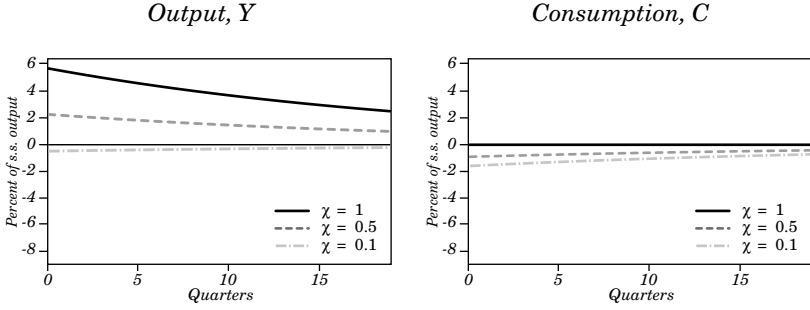 Output, Y
Consumption, C
Percent of s.s. output
6
4
2
0
-2
-4
-6
-8
χ = 1
χ = 0.5
χ = 0.1
0
5
10
15
Quarters
Percent of s.s. output
6
4
2
0
-2
-4
-6
-8
χ = 1
χ = 0.5
χ = 0.1
0
5
10
15
Quarters